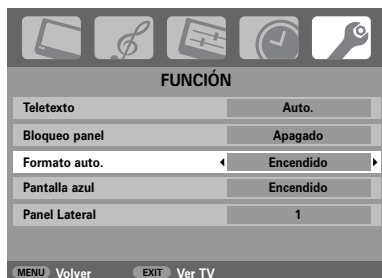 FUNCIÓN
Teletexto Auto.
Bloqueo panel Apagado
Formato auto. Encendido
Pantalla azul Encendido
Panel Lateral 1
MENU Volver EXIT Ver TV